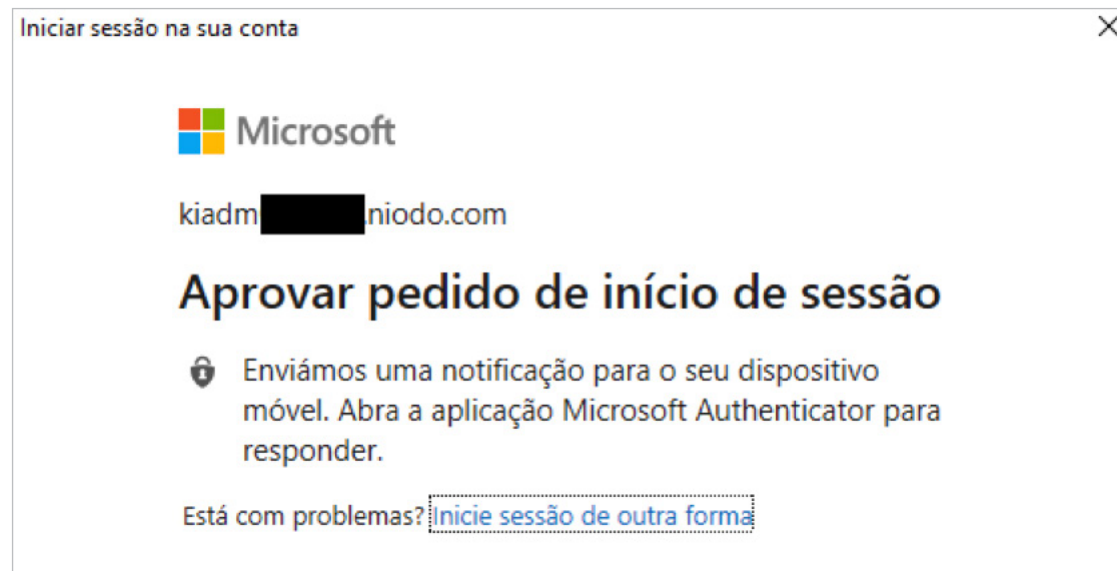 Iniciar sessão na sua conta
Microsoft
kiadm .niodo.com
Aprovar pedido de início de sessão
Enviámos uma notificação para o seu dispositivo
móvel. Abra a aplicação Microsoft Authenticator para
responder.
Está com problemas? Inicie sessão de outra forma